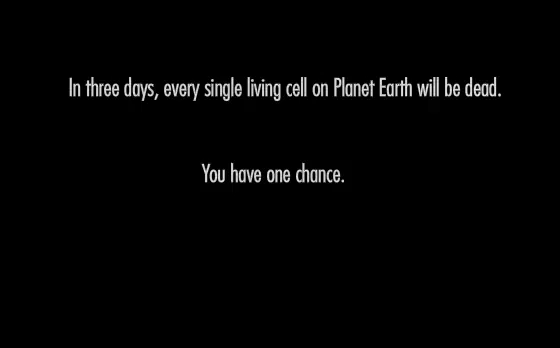 In three days, every single living cell on Planet Earth will be dead.
You have one chance.